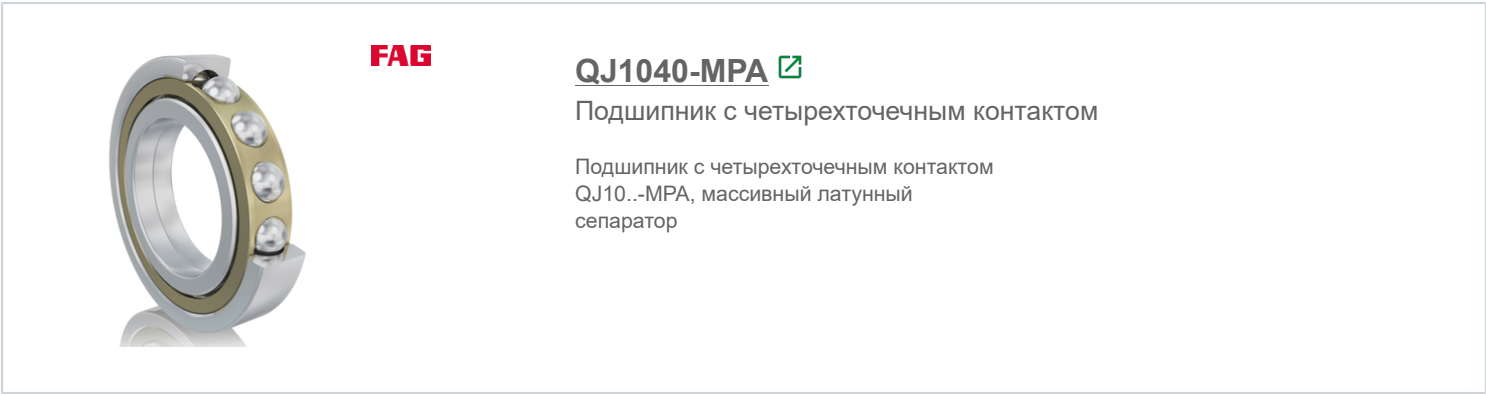 FAG
QJ1040-MPA
Подшипник с четырехточечным контактом
Подшипник с четырехточечным контактом
QJ10..-MPA, массивный латунный
сепаратор